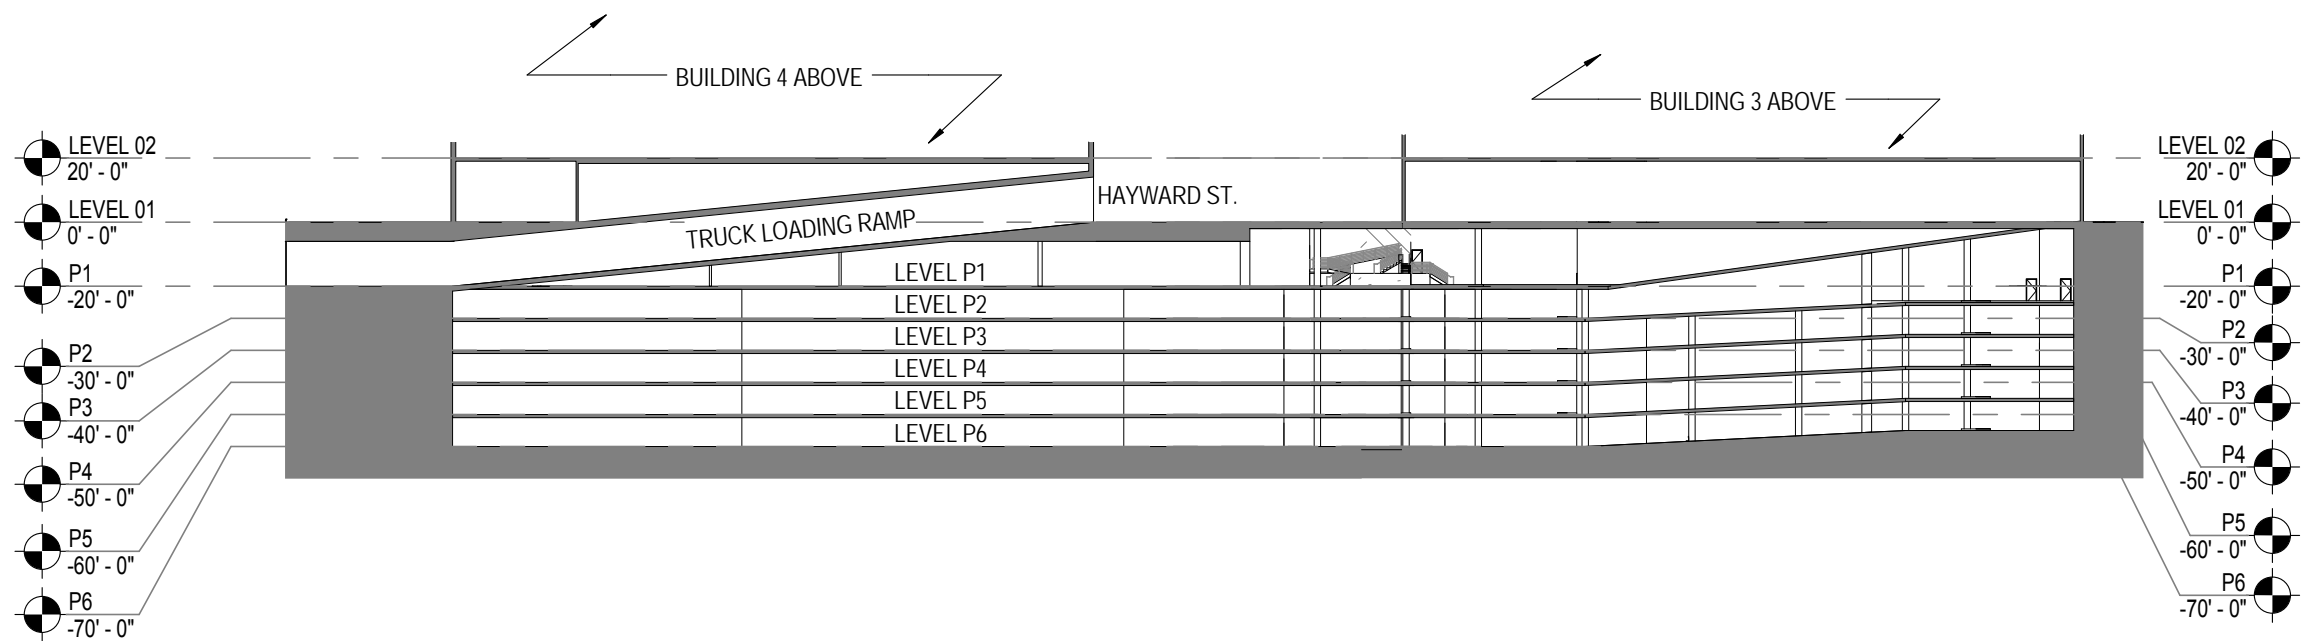 BUILDING 4 ABOVE
BUILDING 3 ABOVE
LEVEL 02
20' - 0"
LEVEL 01
0' - 0"
P1
-20' - 0"
P2
-30' - 0"
P3
-40' - 0"
P4
-50' - 0"
P5
-60' - 0"
P6
-70' - 0"
HAYWARD ST.
TRUCK LOADING RAMP
LEVEL P1
LEVEL P2
LEVEL P3
LEVEL P4
LEVEL P5
LEVEL P6
LEVEL 02
20' - 0"
LEVEL 01
0' - 0"
P1
-20' - 0"
P2
-30' - 0"
P3
-40' - 0"
P4
-50' - 0"
P5
-60' - 0"
P6
-70' - 0"